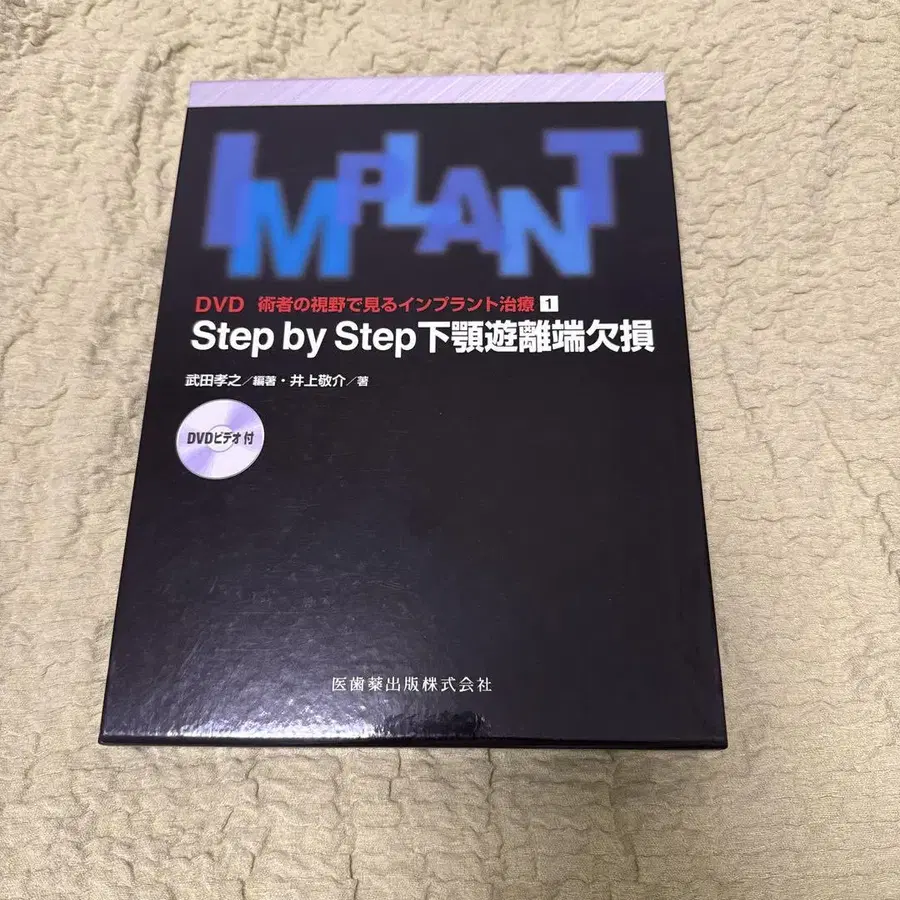 IMPLANT
DVD 術者の視野で見るインプラント治療 1
Step by Step下顎遊離端欠損
武田孝之／編著・井上敬介／著
DVDビデオ付
医歯薬出版株式会社